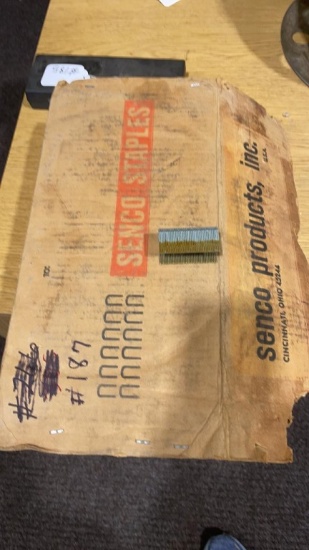 SENCO STAPLES
senco products, inc.
CINCINNATI, OHIO 45244 U.S.A.
#187